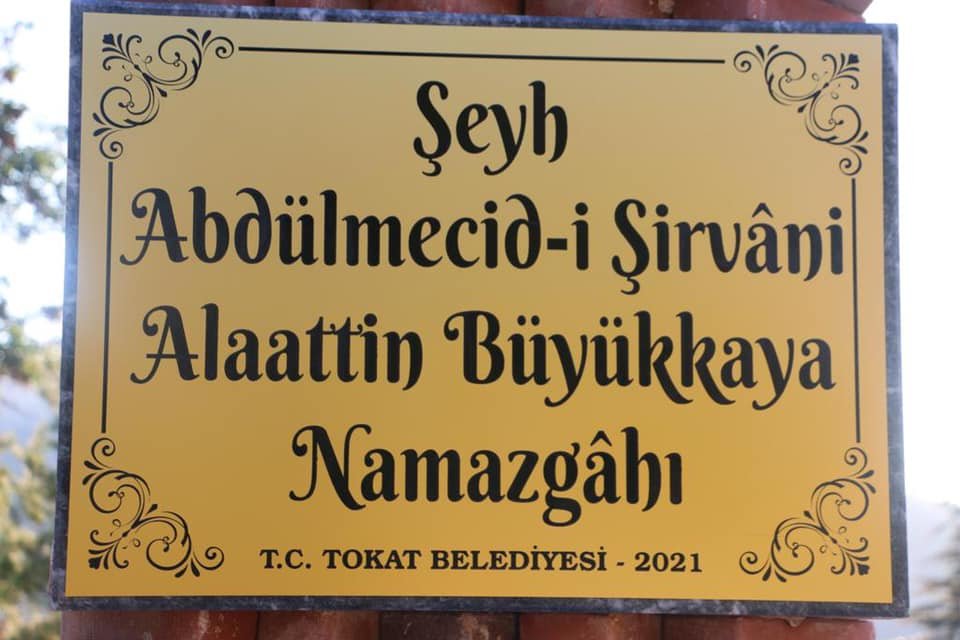 Şeyh
Abdülmecid-i Şirvâni
Alaattin Büyükkaya
Namazgâhı
T.C. TOKAT BELEDİYESİ - 2021